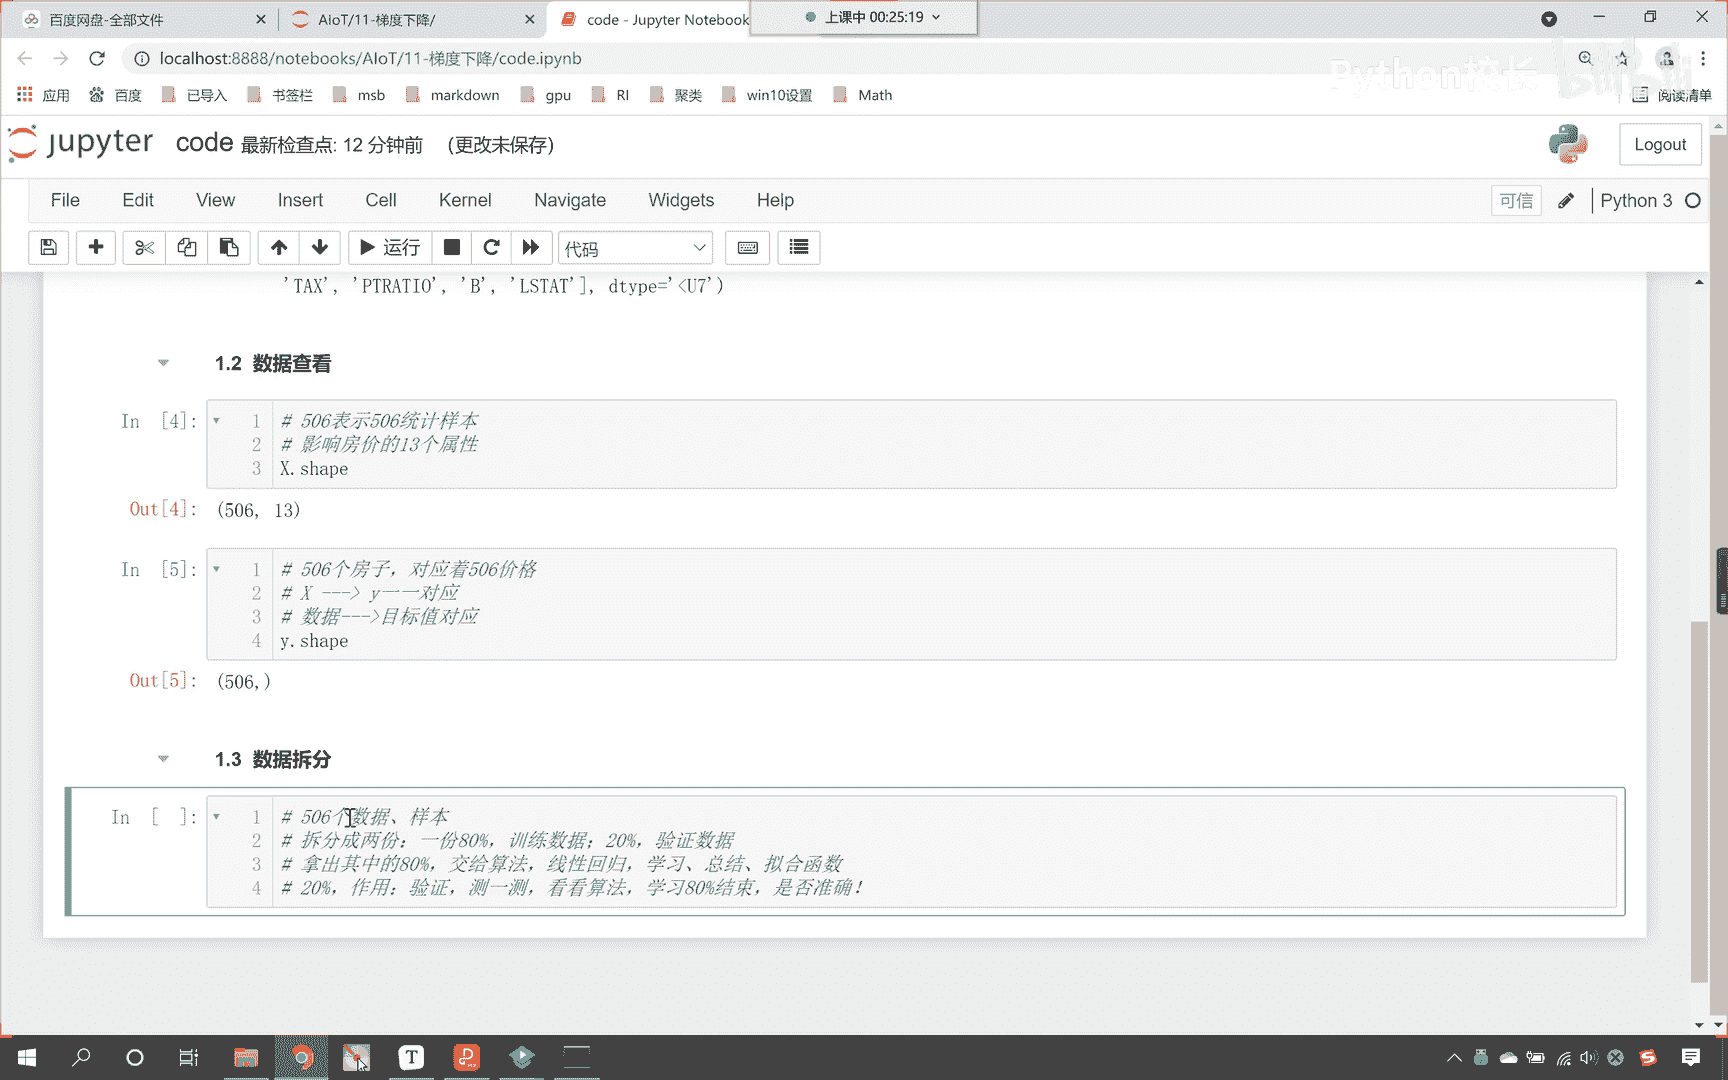 百度网盘-全部文件
AIoT/11-梯度下降/
code - Jupyter Notebook
上课中 00:25:19
localhost:8888/notebooks/AIoT/11-梯度下降/code.ipynb
Python校长
bilibili
应用
百度
已导入
书签栏
msb
markdown
gpu
RI
聚类
win10设置
Math
阅读清单
jupyter
code 最新检查点: 12 分钟前 (更改未保存)
Logout
File Edit View Insert Cell Kernel Navigate Widgets Help
可信
Python 3
运行
代码
'TAX', 'PTRATIO', 'B', 'LSTAT'], dtype='<U7')
1.2 数据查看
In [4]:
1 # 506表示506统计样本
2 # 影响房价的13个属性
3 X.shape
Out[4]: (506, 13)
In [5]:
1 # 506个房子，对应着506价格
2 # X ---> y一一对应
3 # 数据--->目标值对应
4 y.shape
Out[5]: (506,)
1.3 数据拆分
In [ ]:
1 # 506个数据、样本
2 # 拆分成两份：一份80%，训练数据；20%，验证数据
3 # 拿出其中的80%，交给算法，线性回归，学习、总结、拟合函数
4 # 20%，作用：验证，测一测，看看算法，学习80%结束，是否准确！